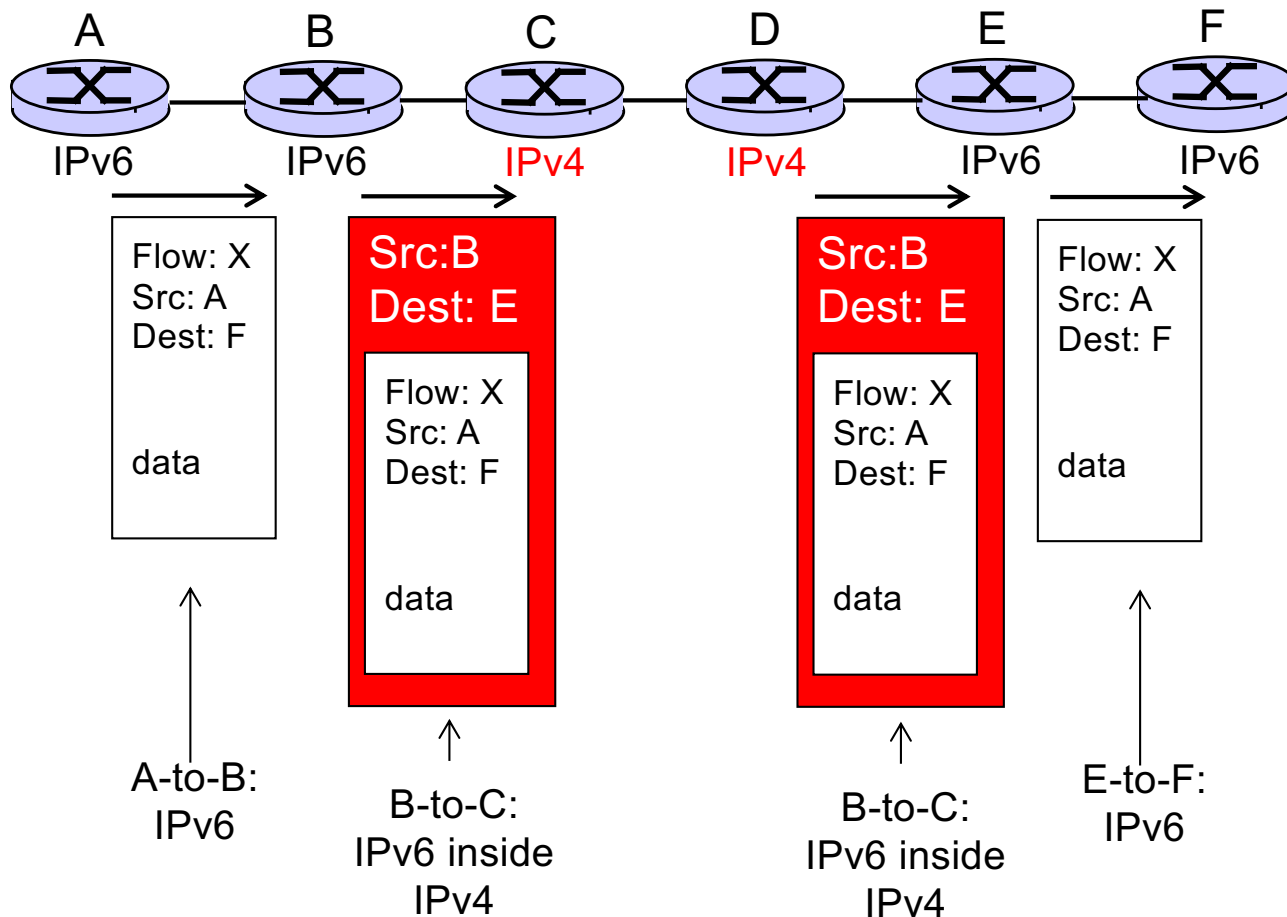 A
B
C
D
E
F
IPv6
IPv6
IPv4
IPv4
IPv6
IPv6
Flow: X
Src: A
Dest: F
data
Src:B
Dest: E
Flow: X
Src: A
Dest: F
data
Src:B
Dest: E
Flow: X
Src: A
Dest: F
data
Flow: X
Src: A
Dest: F
data
A-to-B:
IPv6
B-to-C:
IPv6 inside
IPv4
B-to-C:
IPv6 inside
IPv4
E-to-F:
IPv6